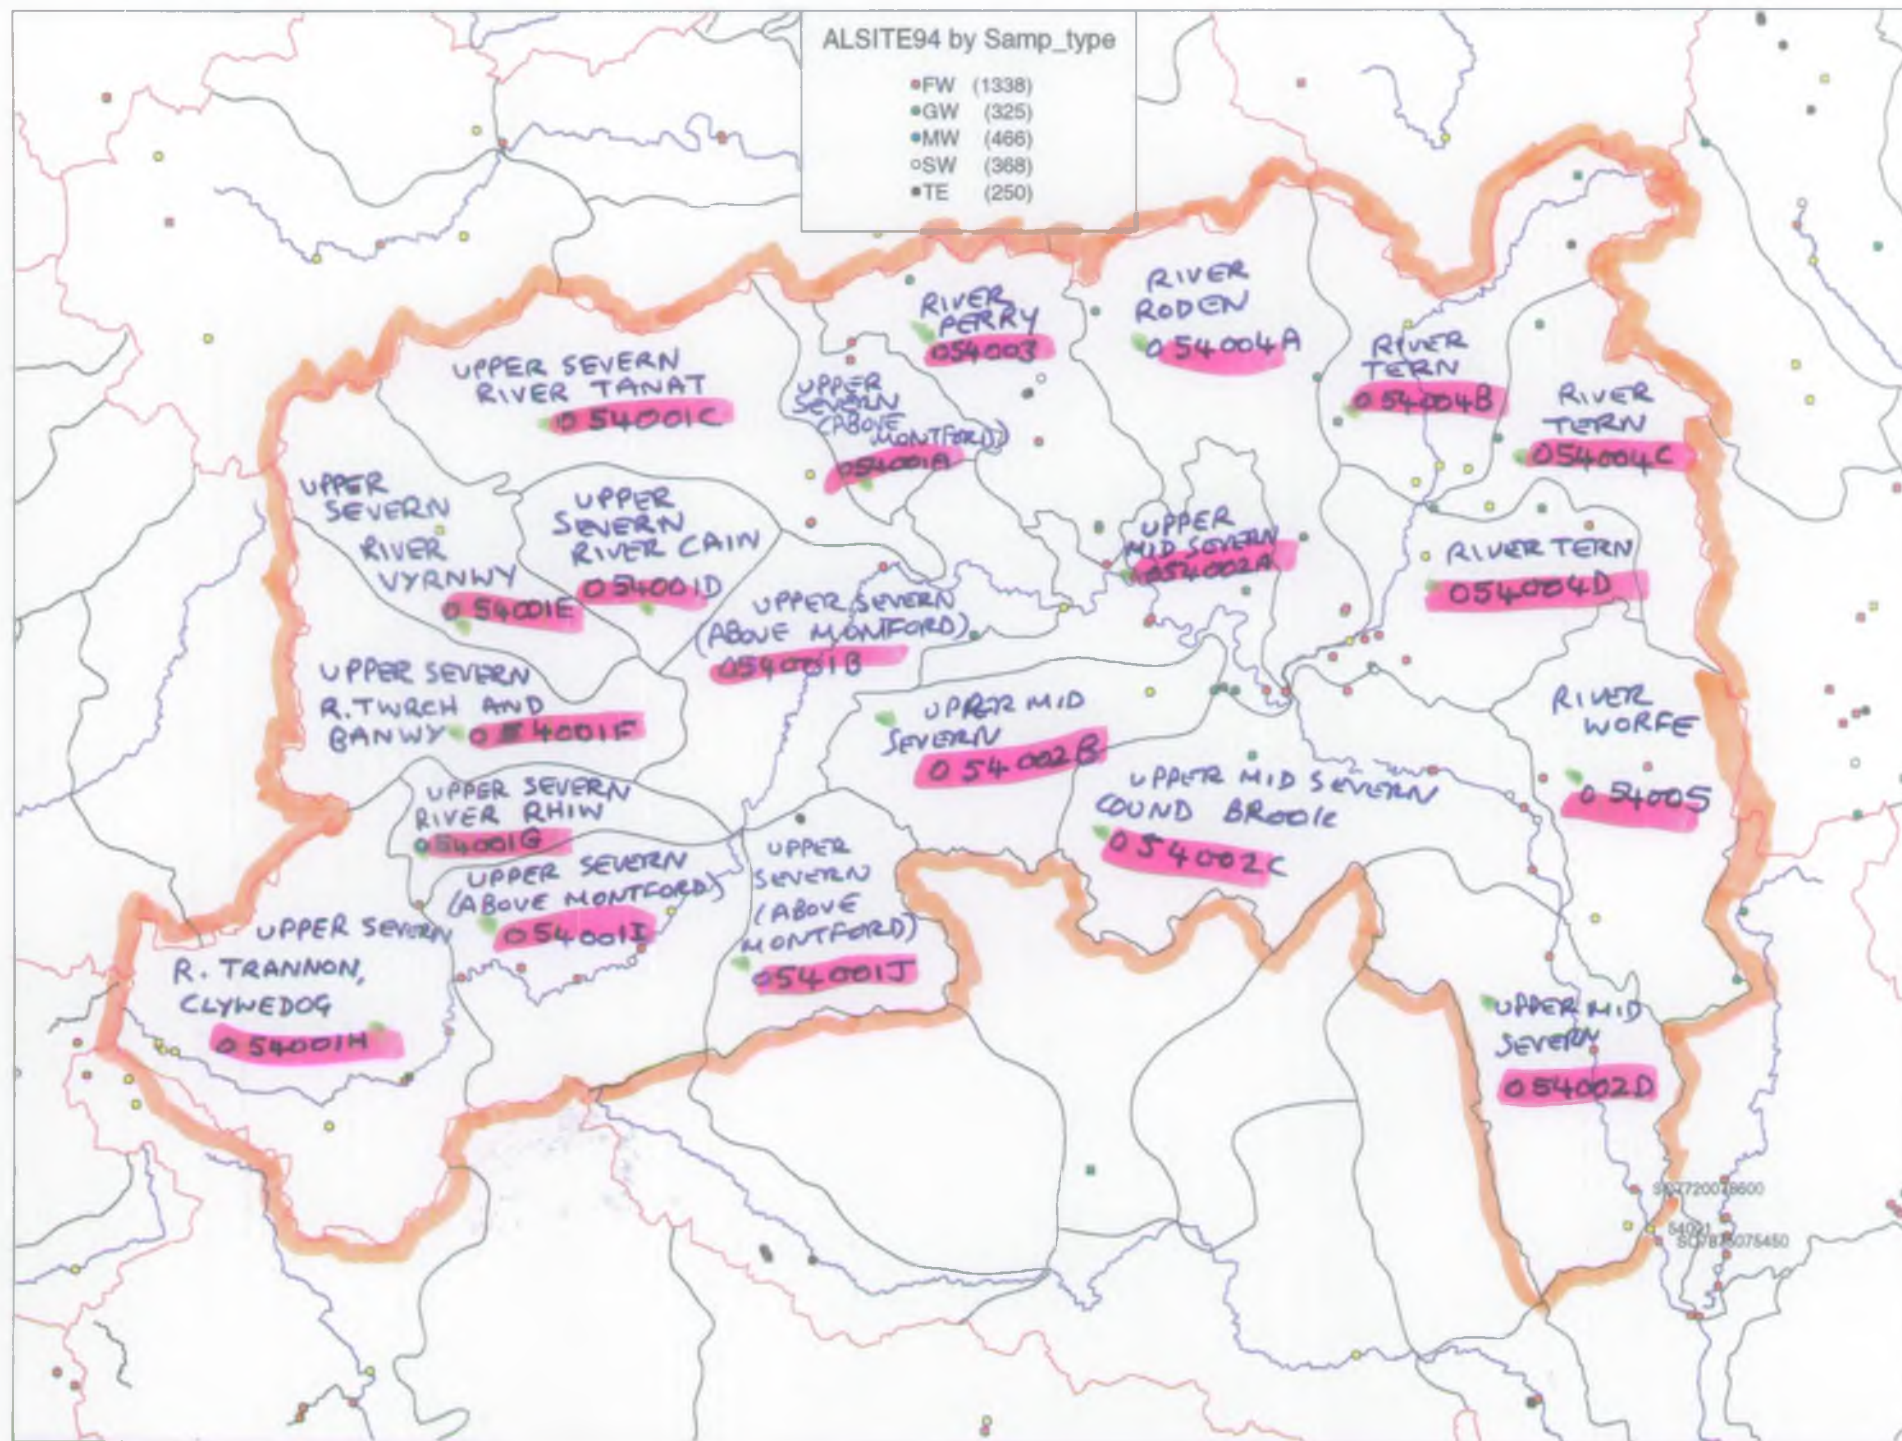 ALSITE94 by Samp_type
FW (1338)
GW (325)
MW (466)
SW (368)
TE (250)
RIVER
PERRY
054003
RIVER
RODEN
054004A
RIVER
TERN
054004B
RIVER
TERN
054004C
UPPER SEVERN
RIVER TANAT
054001C
UPPER
SEVERN
(ABOVE
MONTFORD)
054001A
UPPER
SEVERN
RIVER
VYRNWY
054001E
UPPER
SEVERN
RIVER CAIN
054001D
UPPER SEVERN
(ABOVE MONTFORD)
054001B
UPPER
MID SEVERN
054002A
RIVER TERN
054004D
UPPER SEVERN
R. TWRCH AND
BANWY 054001F
UPPER MID
SEVERN
054002B
RIVER
WORFE
054005
UPPER SEVERN
RIVER RHIW
054001G
UPPER MID SEVERN
COUND BROOK
054002C
UPPER SEVERN
(ABOVE MONTFORD)
054001I
UPPER
SEVERN
(ABOVE
MONTFORD)
054001J
UPPER SEVERN
R. TRANNON,
CLYWEDOG
054001H
UPPER MID
SEVERN
054002D
SO7720078600
SO7875075450